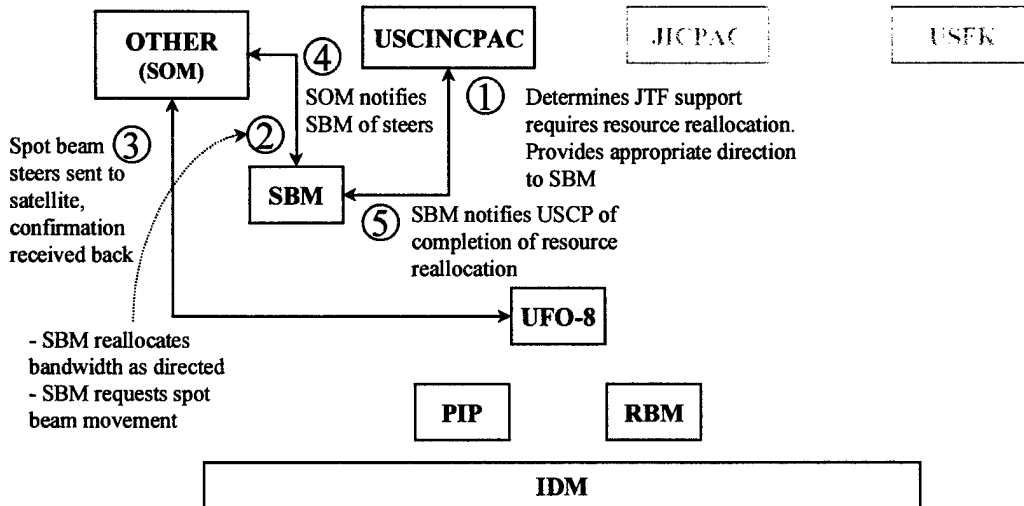 OTHER
(SOM)
USCINCPAC
JICPAC
USFK
④
SOM notifies
SBM of steers
①
Determines JTF support
requires resource reallocation.
Provides appropriate direction
to SBM
②
③
Spot beam
steers sent to
satellite,
confirmation
received back
SBM
⑤
SBM notifies USCP of
completion of resource
reallocation
UFO-8
- SBM reallocates
bandwidth as directed
- SBM requests spot
beam movement
PIP
RBM
IDM